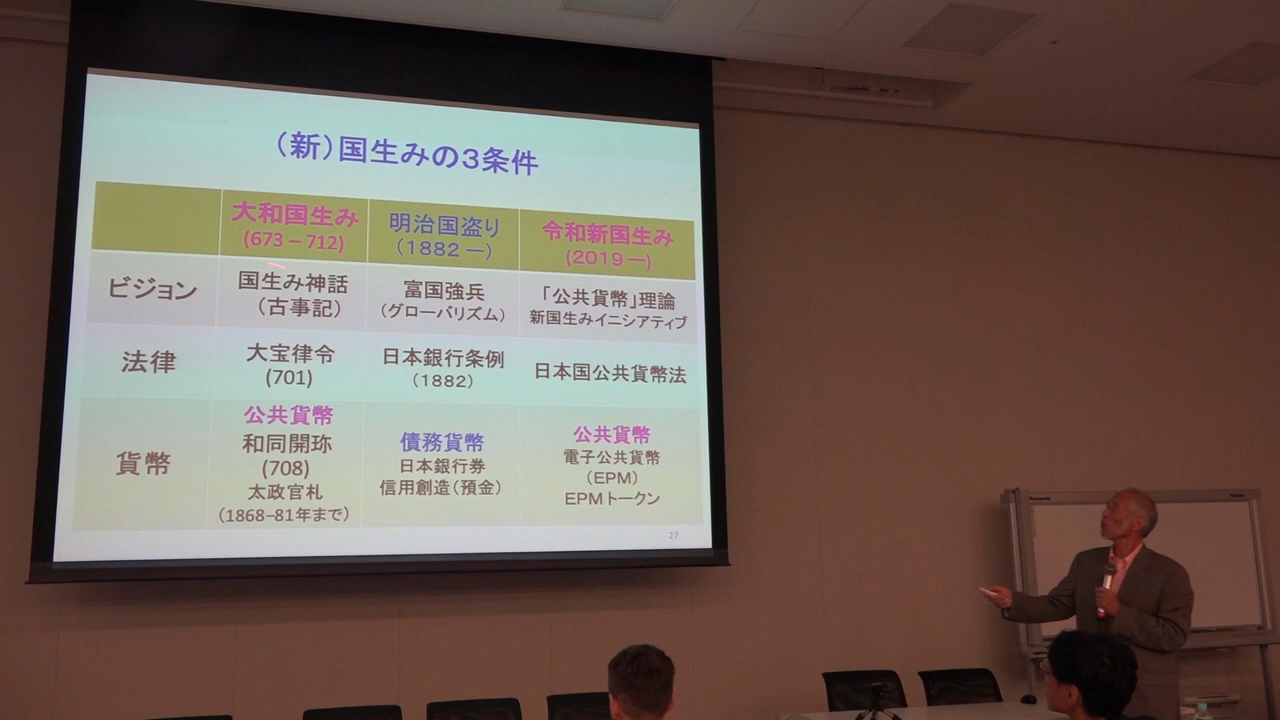 （新）国生みの３条件
大和国生み
(673 – 712)
明治国盗り
（１８８２ ー）
令和新国生み
（２０１９ ー)
ビジョン
国生み神話
（古事記）
富国強兵
（グローバリズム）
「公共貨幣」理論
新国生みイニシアティブ
法律
大宝律令
(701)
日本銀行条例
（１８８２）
日本国公共貨幣法
貨幣
公共貨幣
和同開珎
(708)
太政官札
（1868−81年まで）
債務貨幣
日本銀行券
信用創造（預金）
公共貨幣
電子公共貨幣
（EPM）
EPMトークン
27
Panasonic